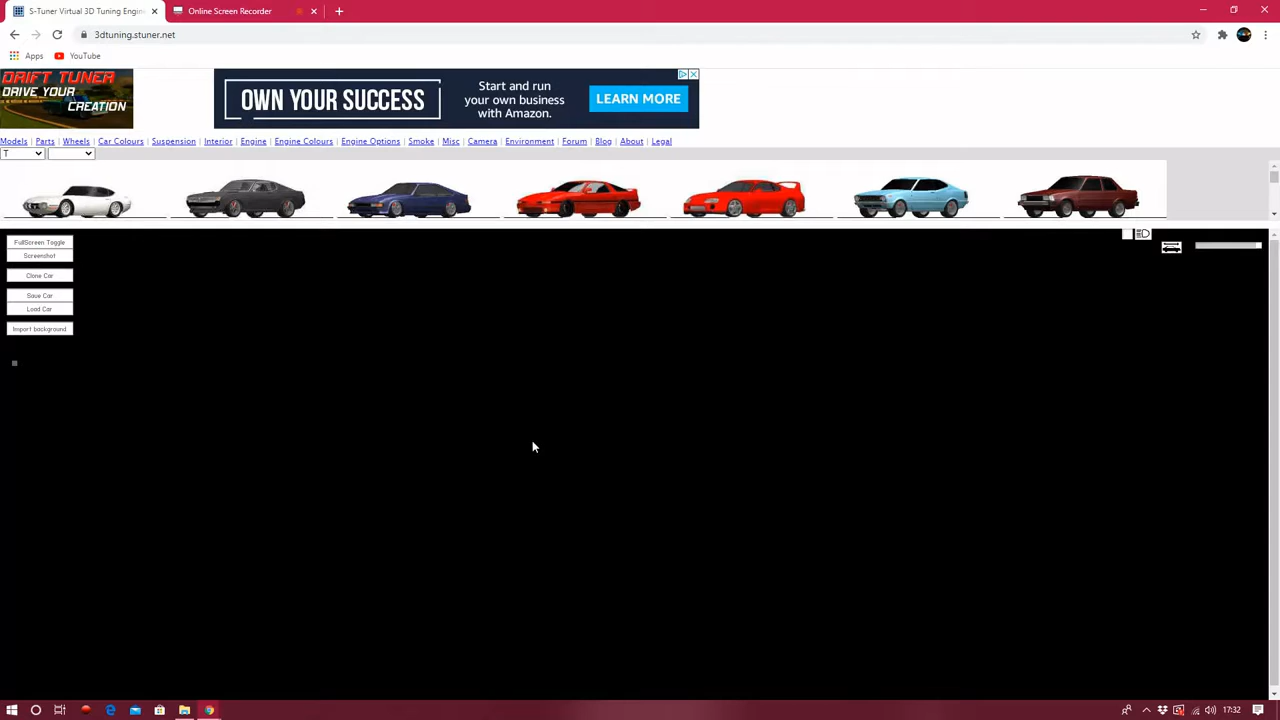 S-Tuner Virtual 3D Tuning Engin
Online Screen Recorder
3dtuning.stuner.net
Apps
YouTube
DRIFT TUNER
DRIVE YOUR
CREATION
OWN YOUR SUCCESS
Start and run
your own business
with Amazon.
LEARN MORE
Models | Parts | Wheels | Car Colours | Suspension | Interior | Engine | Engine Colours | Engine Options | Smoke | Misc | Camera | Environment | Forum | Blog | About | Legal
T
FullScreen Toggle
Screenshot
Clone Car
Save Car
Load Car
Import background
17:32